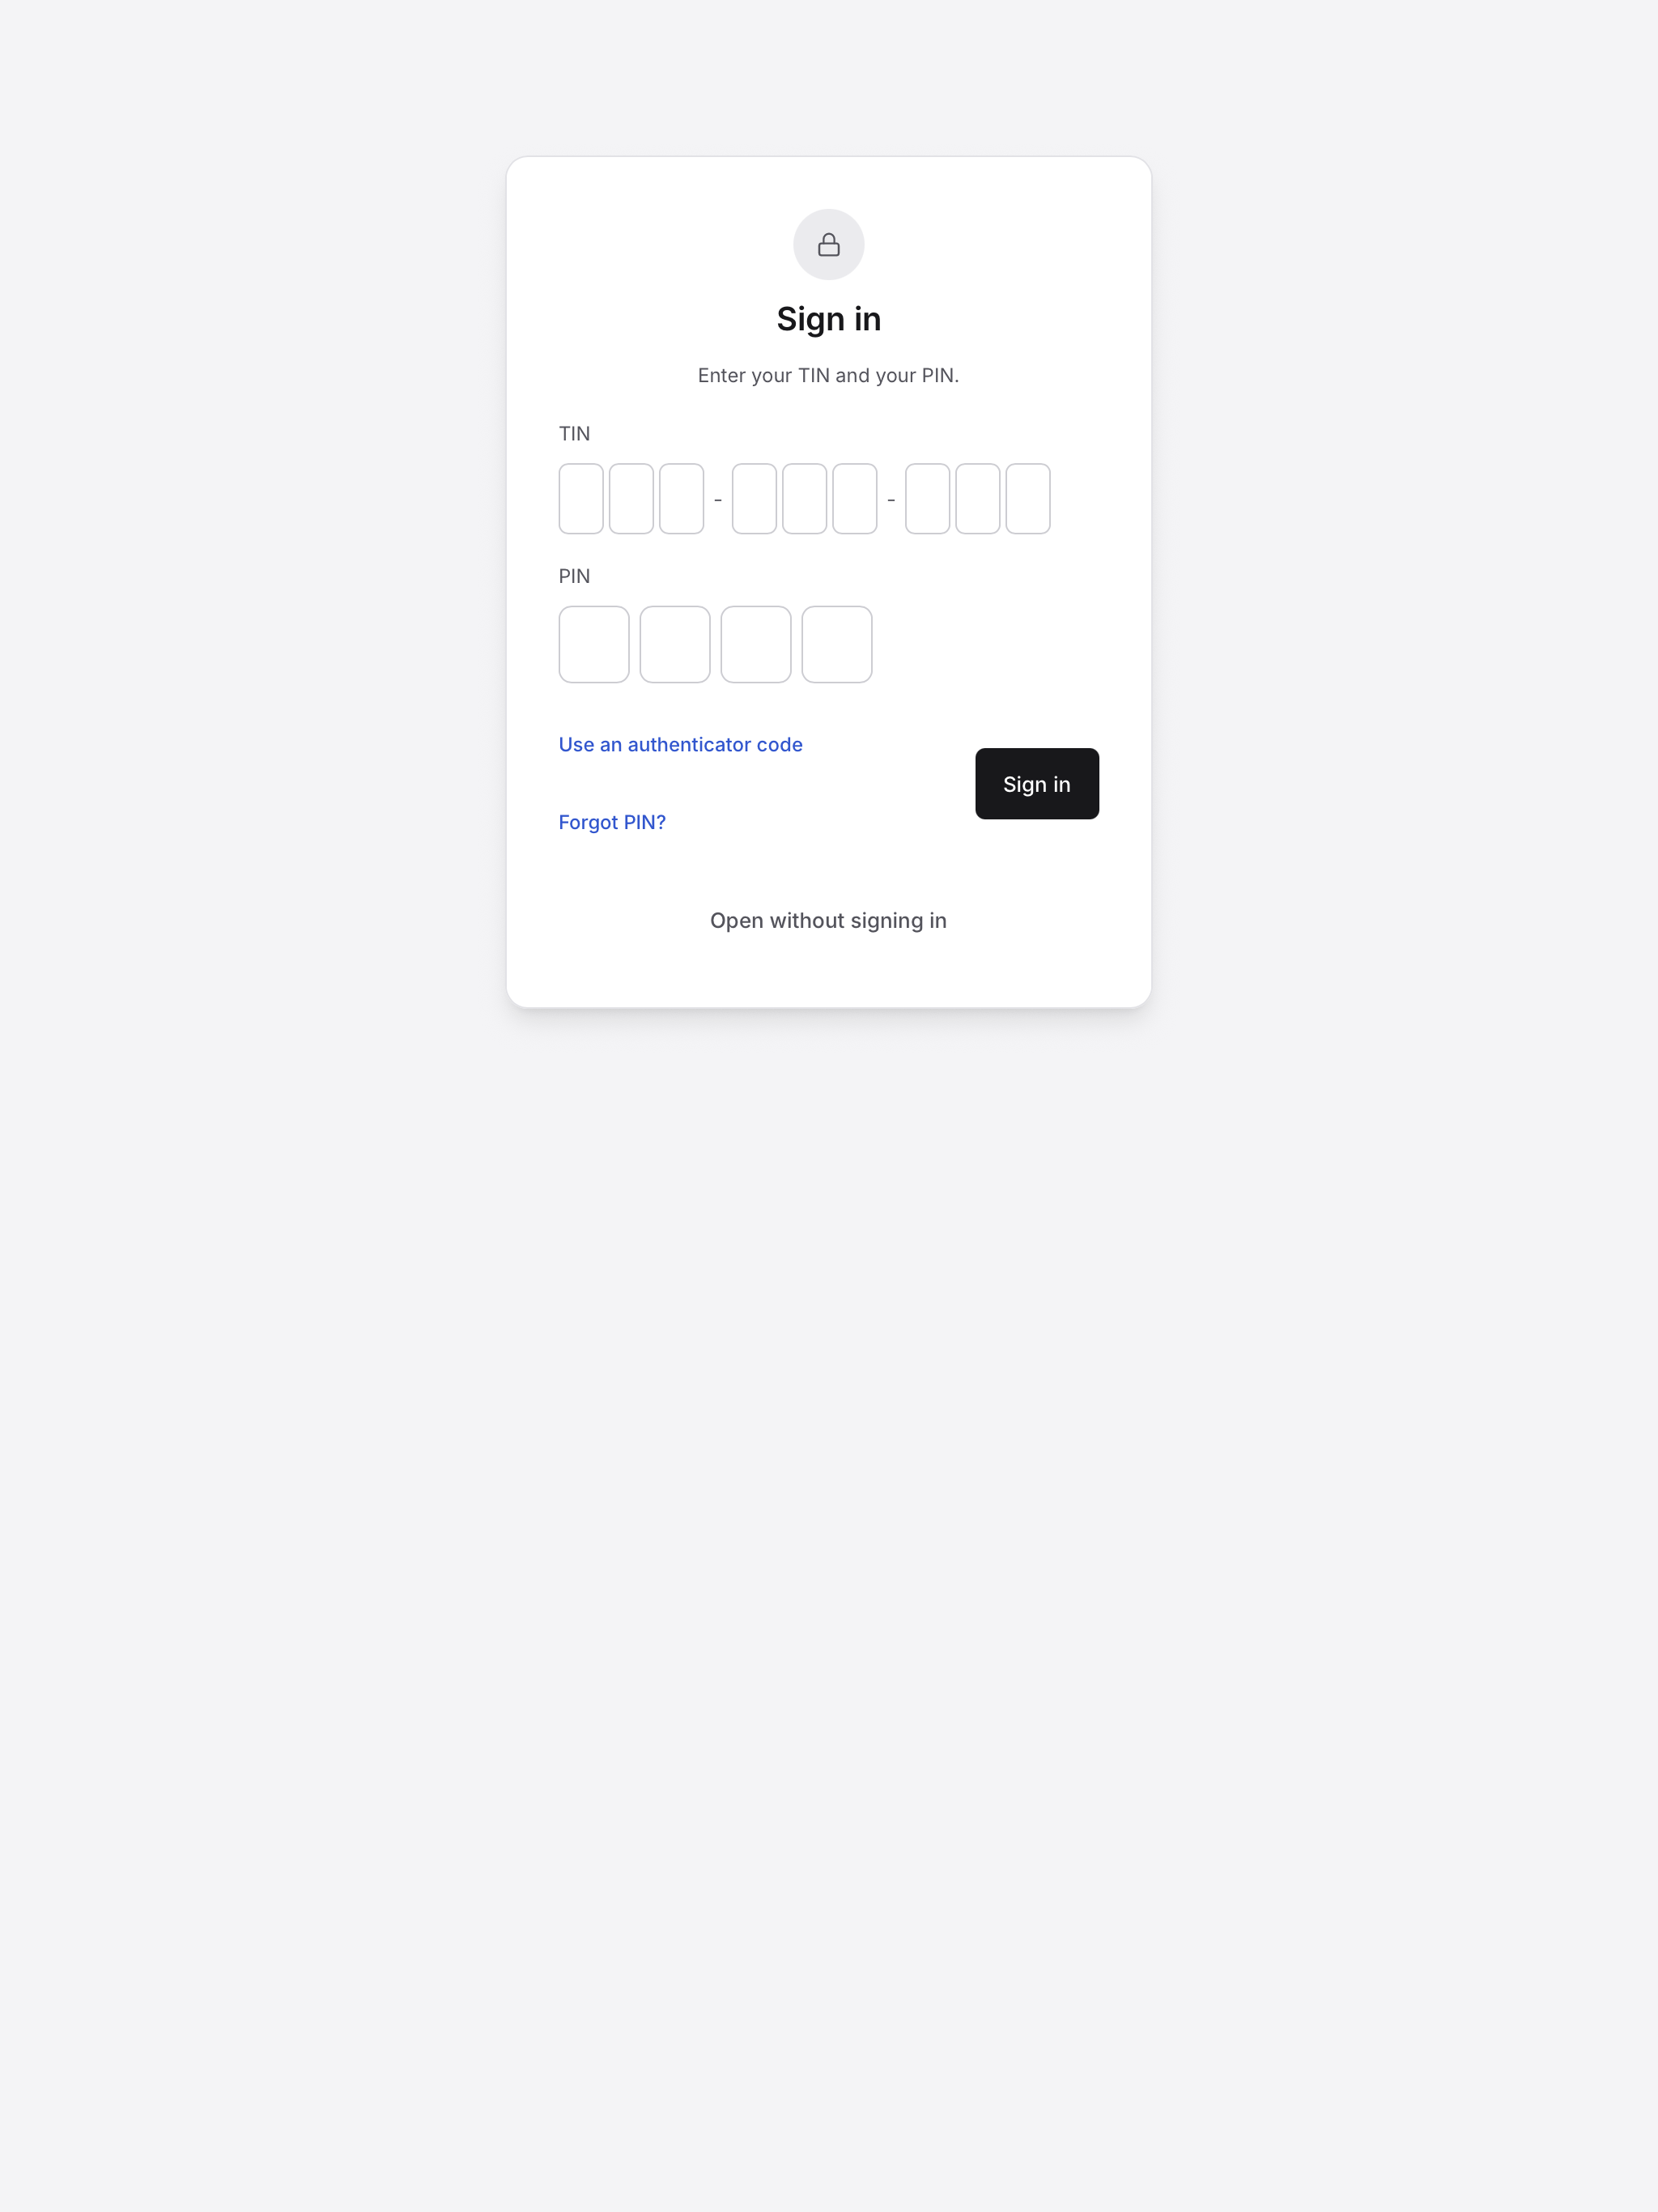 Sign in
Enter your TIN and your PIN.
TIN
- -
PIN
Use an authenticator code
Sign in
Forgot PIN?
Open without signing in